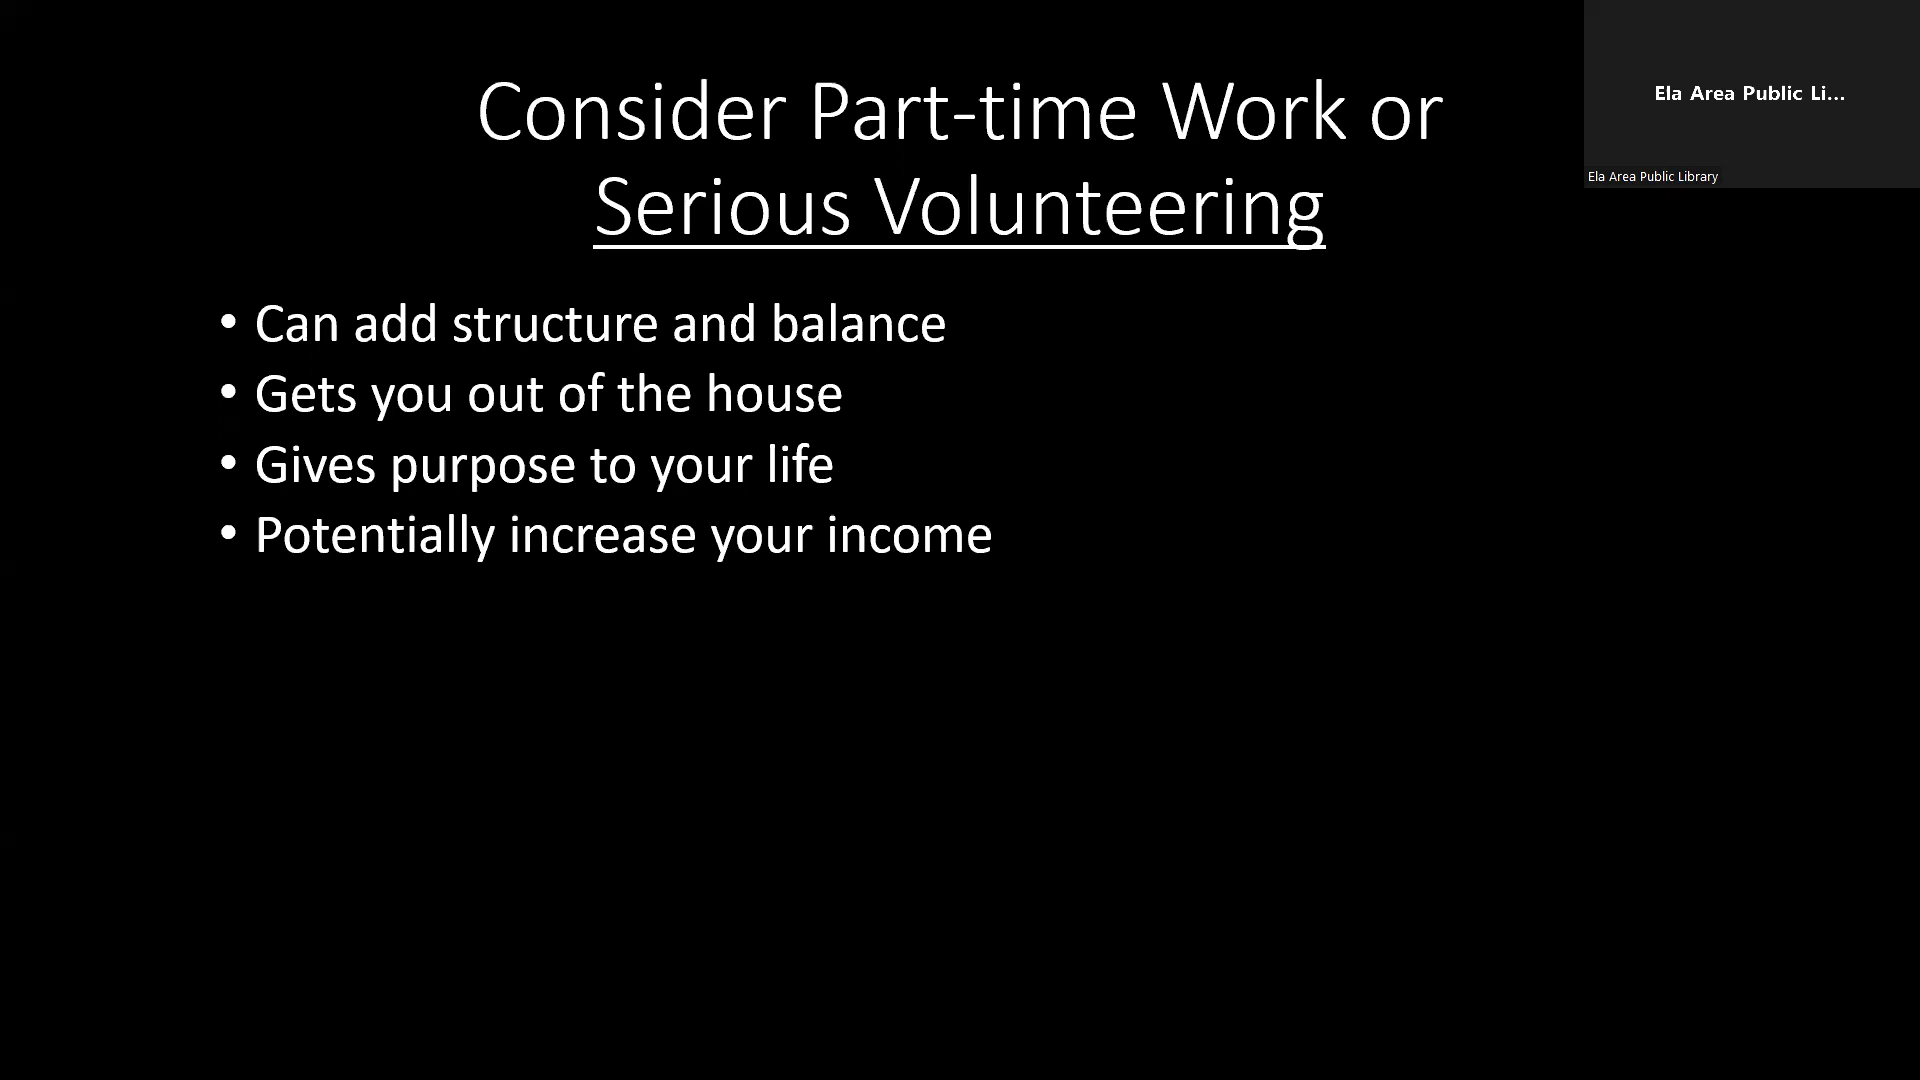 Consider Part-time Work or
Serious Volunteering
• Can add structure and balance
• Gets you out of the house
• Gives purpose to your life
• Potentially increase your income
Ela Area Public Li...
Ela Area Public Library